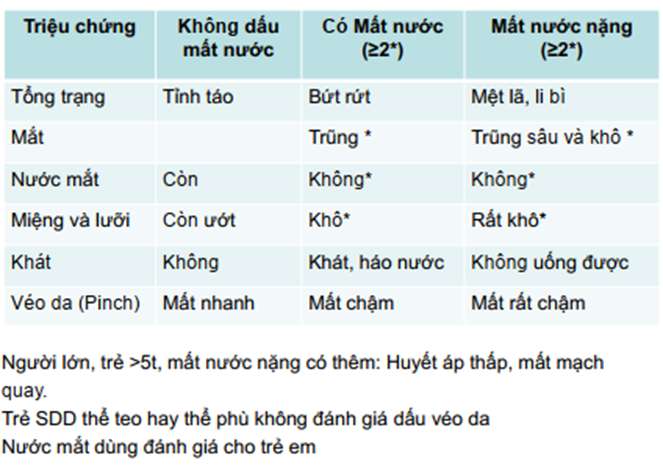 Triệu chứng Không dấu Có Mất nước Mất nước nặng
mất nước (≥2*) (≥2*)
Tổng trạng Tỉnh táo Bứt rứt Mệt lã, li bì
Mắt Trũng * Trũng sâu và khô *
Nước mắt Còn Không* Không*
Miệng và lưỡi Còn ướt Khô* Rất khô*
Khát Không Khát, háo nước Không uống được
Véo da (Pinch) Mất nhanh Mất chậm Mất rất chậm
Người lớn, trẻ >5t, mất nước nặng có thêm: Huyết áp thấp, mất mạch
quay.
Trẻ SDD thể teo hay thể phù không đánh giá dấu véo da
Nước mắt dùng đánh giá cho trẻ em